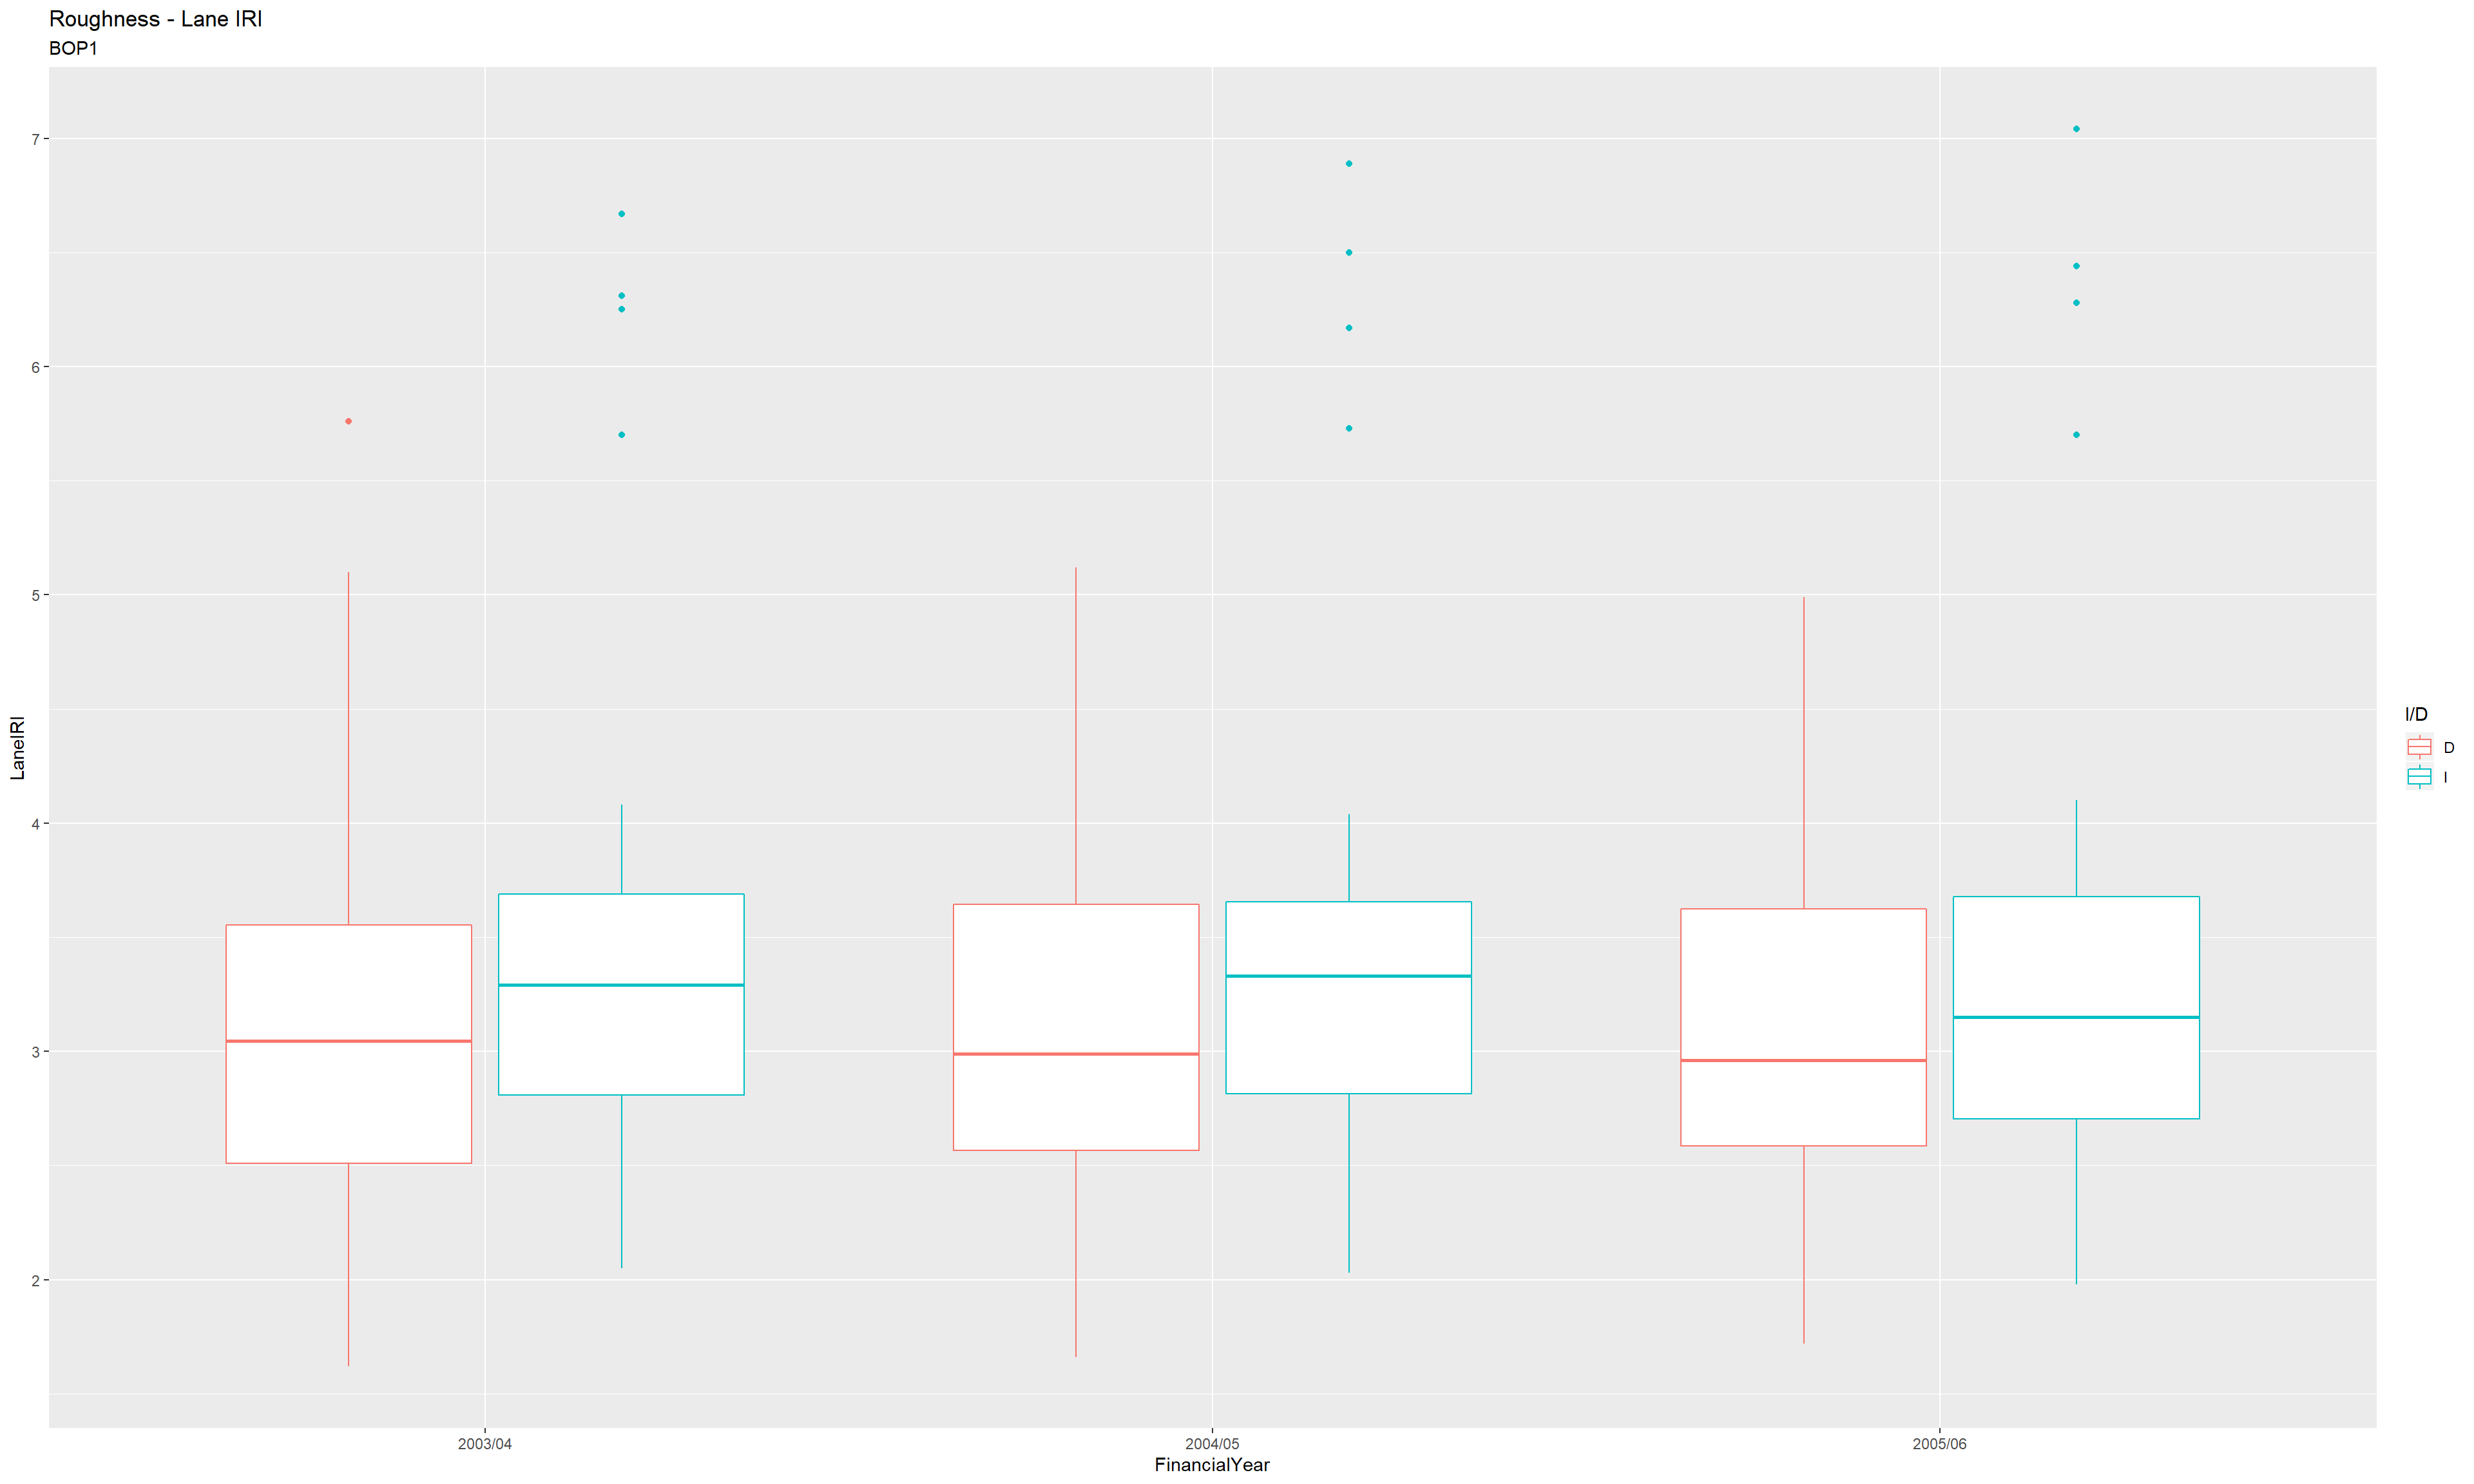 Roughness - Lane IRI
BOP1
7
6
5
4
3
2
LaneIRI
2003/04
2004/05
2005/06
FinancialYear
I/D
D
I